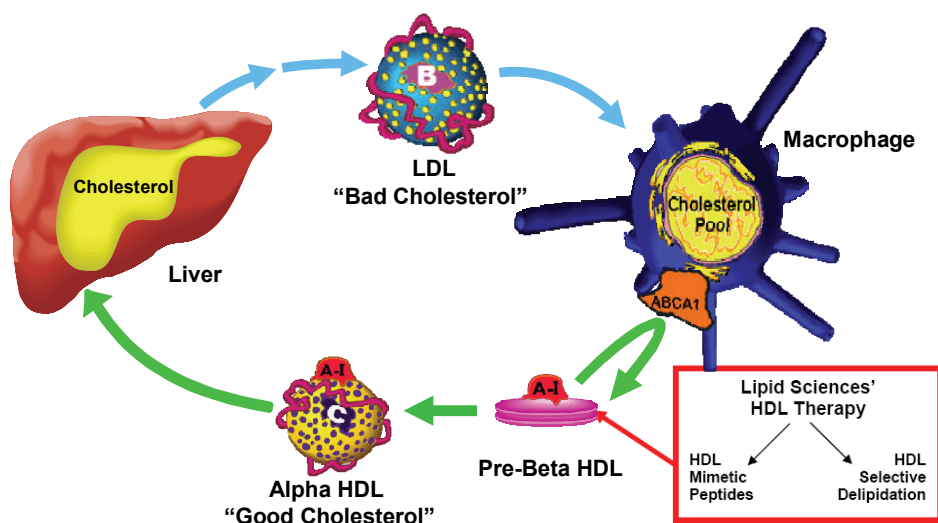 B
LDL
“Bad Cholesterol”
Macrophage
Cholesterol
Pool
ABCA1
Cholesterol
Liver
A-I
C
Alpha HDL
“Good Cholesterol”
A-I
Pre-Beta HDL
Lipid Sciences’
HDL Therapy
HDL
Mimetic
Peptides
HDL
Selective
Delipidation